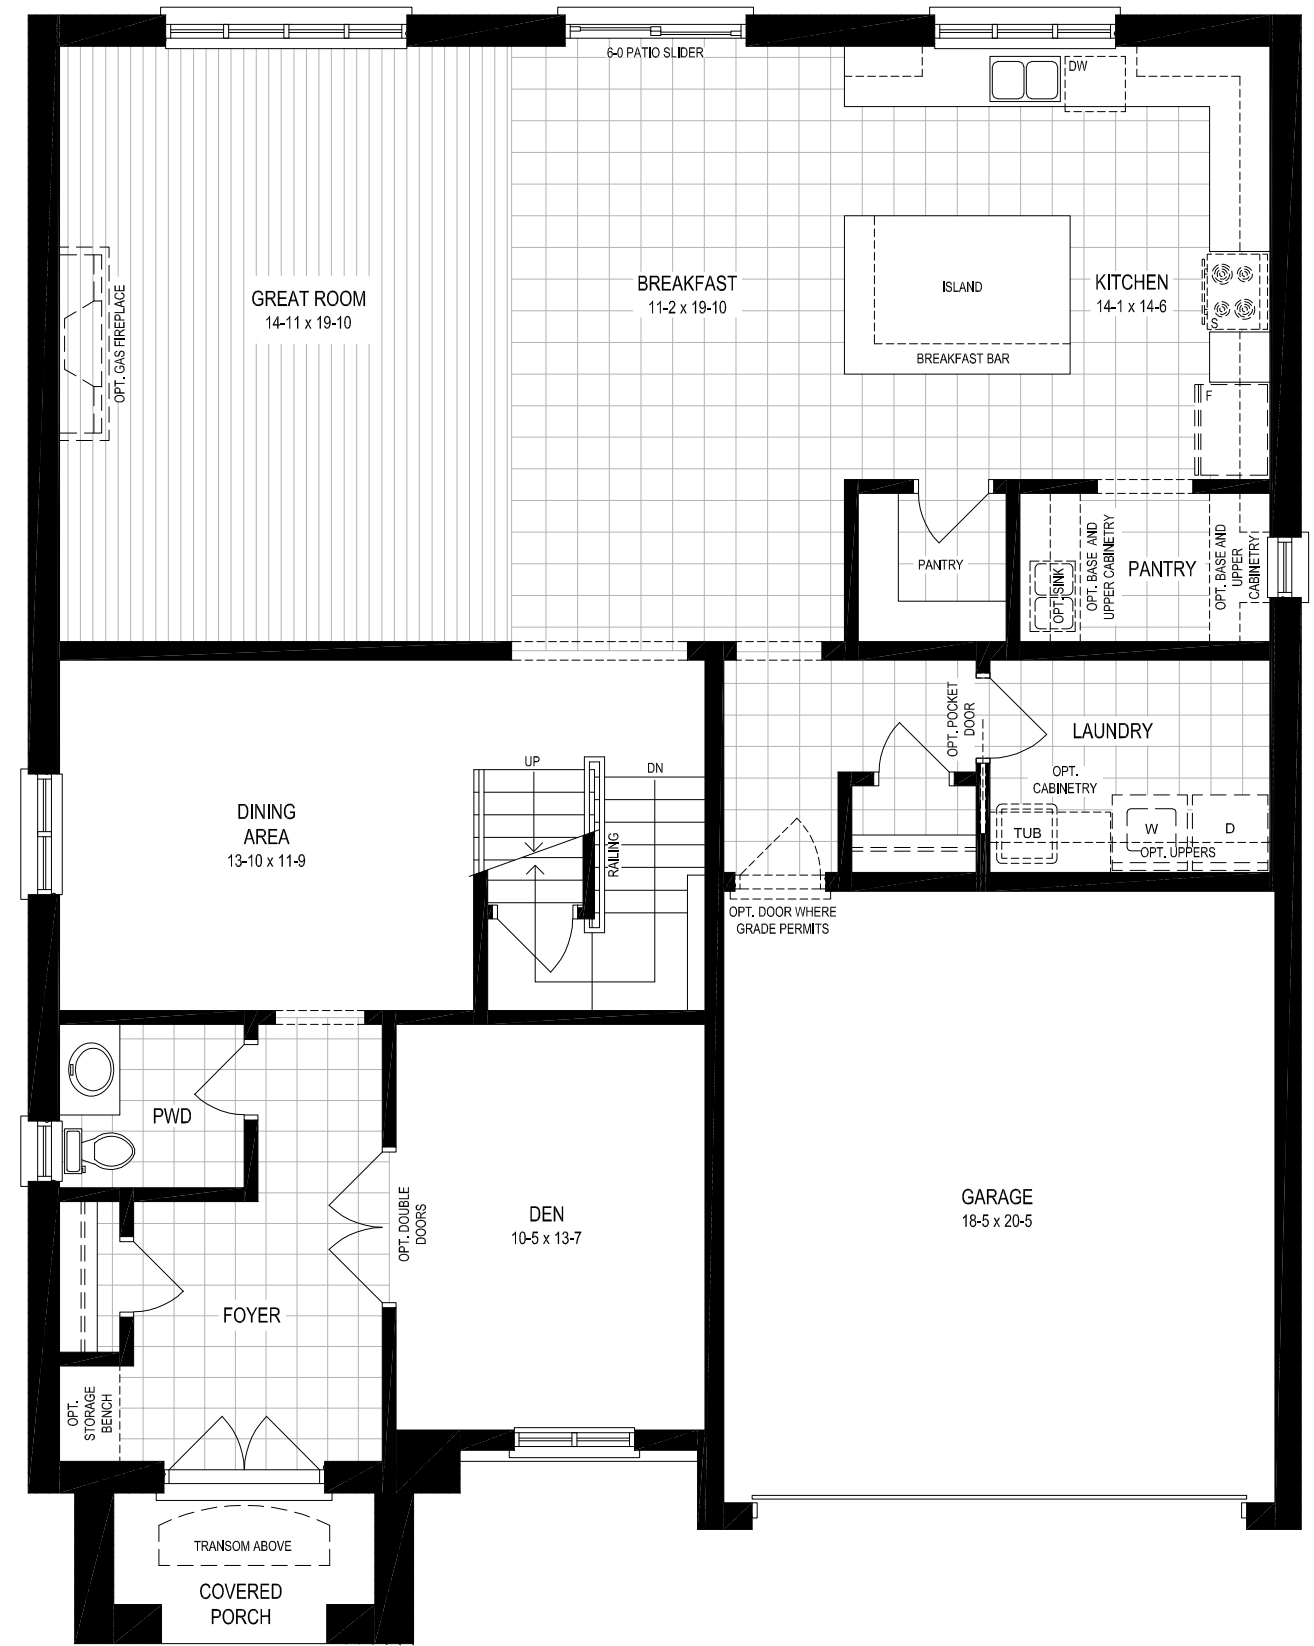 6-0 PATIO SLIDER
DW
GREAT ROOM
14-11 x 19-10
OPT. GAS FIREPLACE
BREAKFAST
11-2 x 19-10
ISLAND
BREAKFAST BAR
KITCHEN
14-1 x 14-6
S
F
PANTRY
OPT. SINK
OPT. BASE AND
UPPER CABINETRY
PANTRY
OPT. BASE AND
UPPER
CABINETRY
OPT. POCKET
DOOR
LAUNDRY
OPT.
CABINETRY
TUB
W
D
OPT. UPPERS
UP
DN
RAILING
DINING
AREA
13-10 x 11-9
OPT. DOOR WHERE
GRADE PERMITS
PWD
OPT. DOUBLE
DOORS
DEN
10-5 x 13-7
GARAGE
18-5 x 20-5
FOYER
OPT.
STORAGE
BENCH
TRANSOM ABOVE
COVERED
PORCH